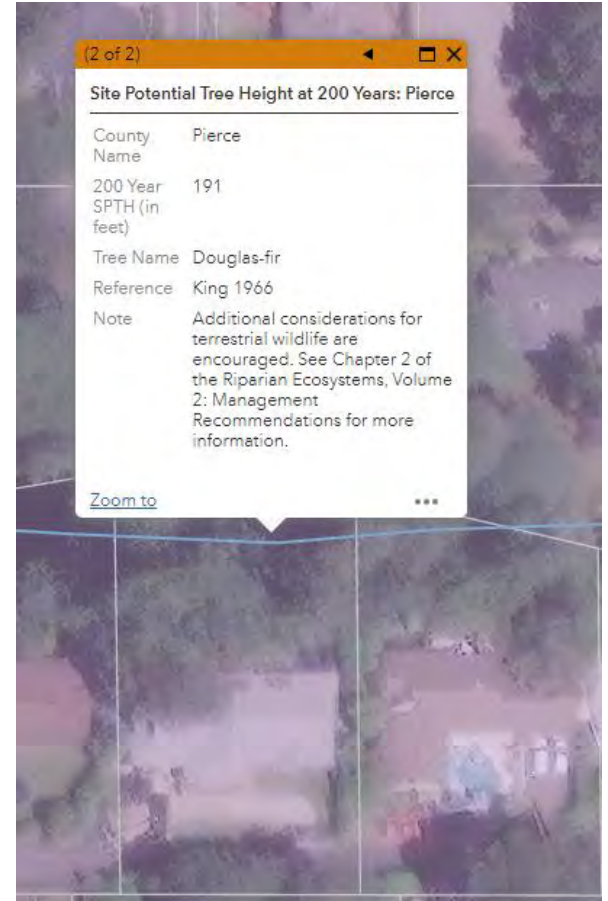 (2 of 2)
Site Potential Tree Height at 200 Years: Pierce
County Name Pierce
200 Year SPTH (in feet) 191
Tree Name Douglas-fir
Reference King 1966
Note Additional considerations for
terrestrial wildlife are
encouraged. See Chapter 2 of
the Riparian Ecosystems, Volume
2: Management
Recommendations for more
information.
Zoom to